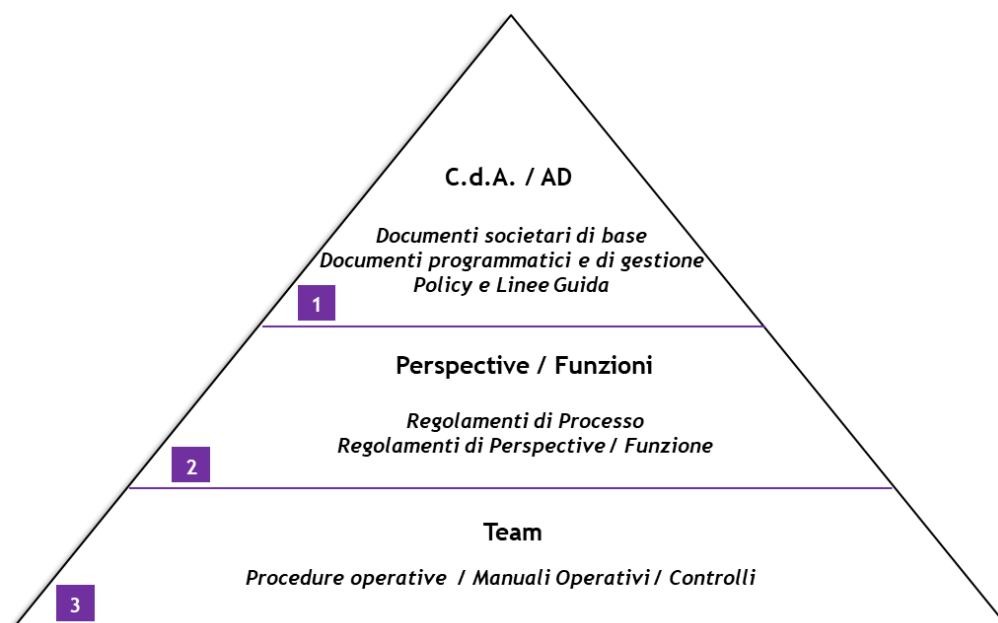 C.d.A. / AD
Documenti societari di base
Documenti programmatici e di gestione
Policy e Linee Guida
1
Perspective / Funzioni
Regolamenti di Processo
Regolamenti di Perspective / Funzione
2
Team
Procedure operative / Manuali Operativi / Controlli
3